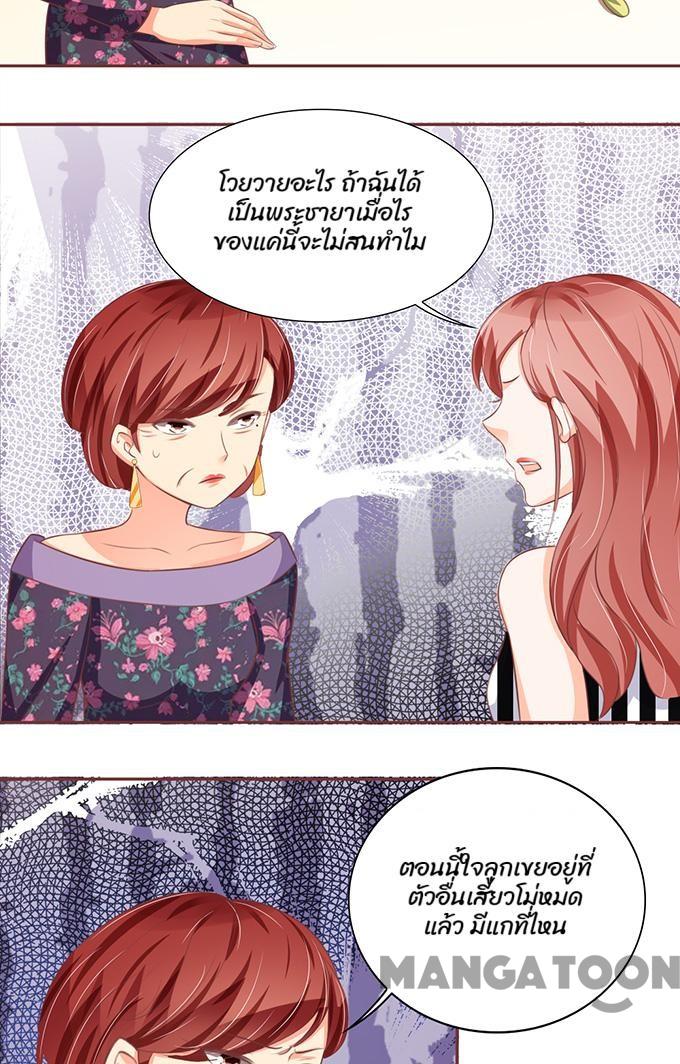 โวยวายอะไร ถ้าฉันได้
เป็นพระชายาเมื่อไร
ของแค่นี้จะไม่สนทำไม
ตอนนี้ใจลูกเขยอยู่ที่
ตัวอื่นเสี่ยวโม่หมด
แล้ว มีแกที่ไหน
MANGATOON